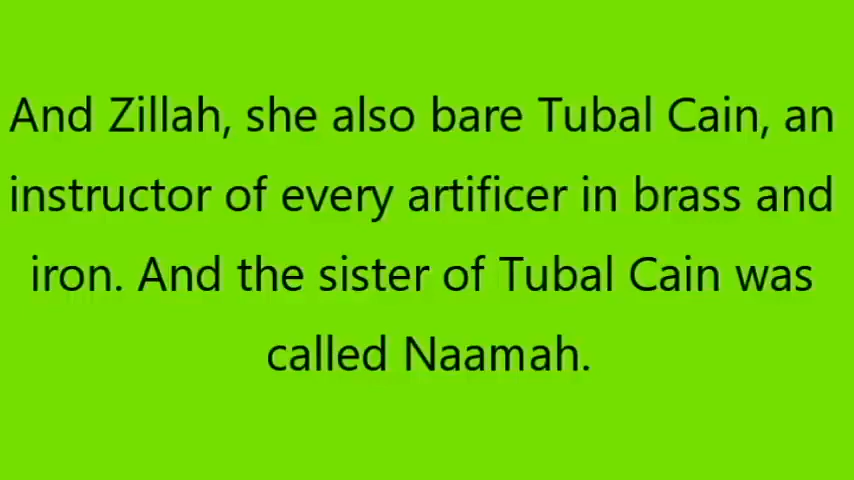 And Zillah, she also bare Tubal Cain, an
instructor of every artificer in brass and
iron. And the sister of Tubal Cain was
called Naamah.